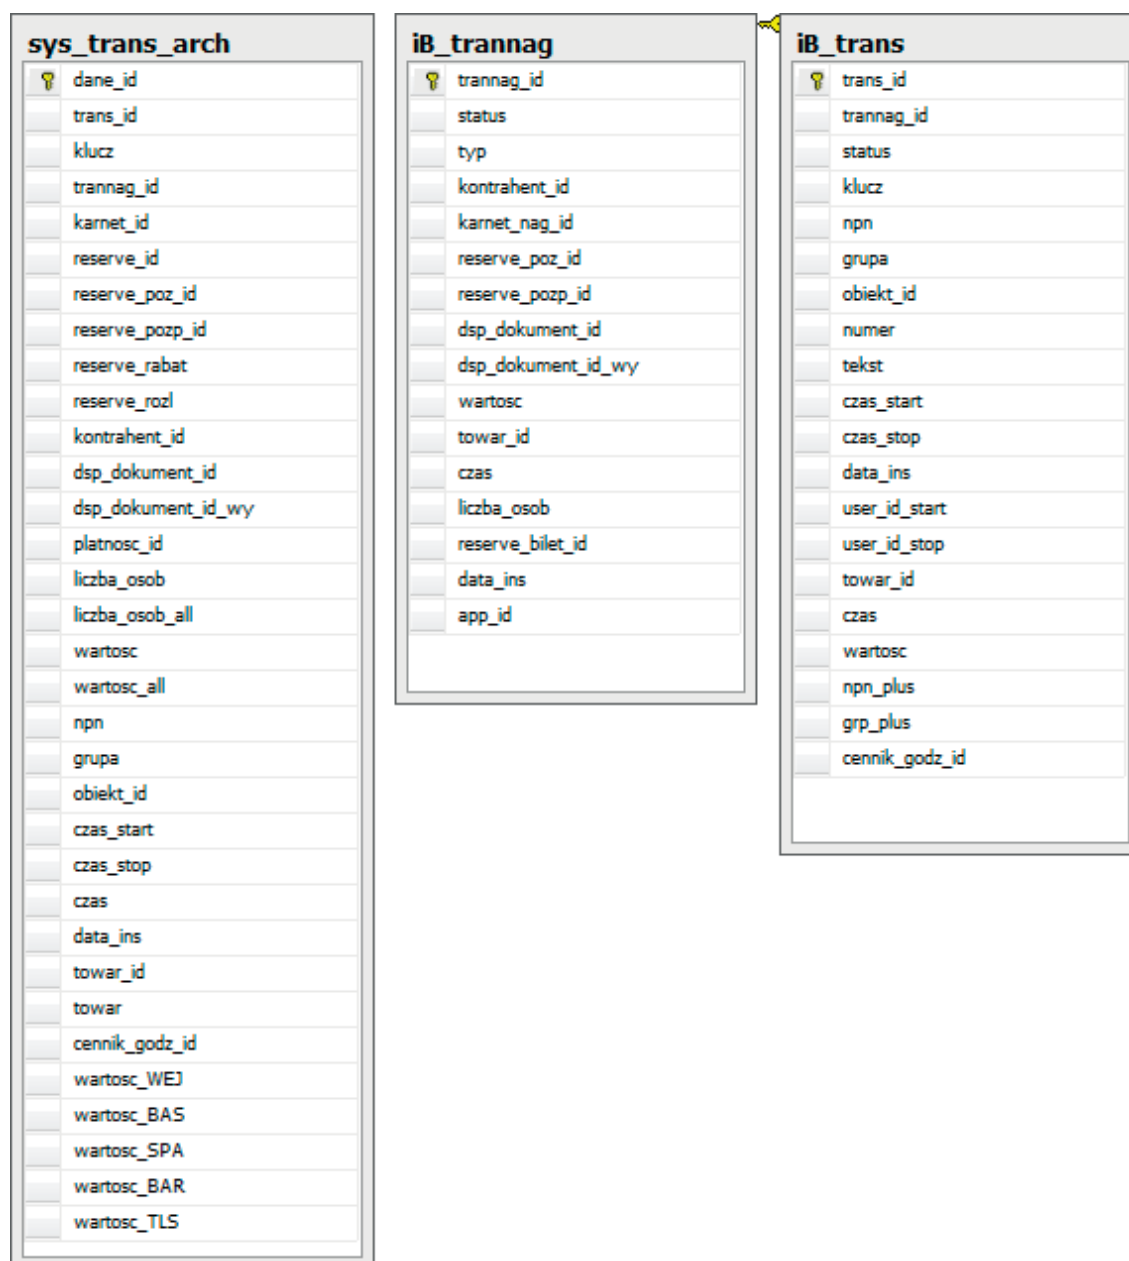 sys_trans_arch
dane_id
trans_id
klucz
trannag_id
karnet_id
reserve_id
reserve_poz_id
reserve_pozp_id
reserve_rabat
reserve_rozl
kontrahent_id
dsp_dokument_id
dsp_dokument_id_wy
platnosc_id
liczba_osob
liczba_osob_all
wartosc
wartosc_all
npn
grupa
obiekt_id
czas_start
czas_stop
czas
data_ins
towar_id
towar
cennik_godz_id
wartosc_WEJ
wartosc_BAS
wartosc_SPA
wartosc_BAR
wartosc_TLS
iB_trannag
trannag_id
status
typ
kontrahent_id
karnet_nag_id
reserve_poz_id
reserve_pozp_id
dsp_dokument_id
dsp_dokument_id_wy
wartosc
towar_id
czas
liczba_osob
reserve_bilet_id
data_ins
app_id
iB_trans
trans_id
trannag_id
status
klucz
npn
grupa
obiekt_id
numer
tekst
czas_start
czas_stop
data_ins
user_id_start
user_id_stop
towar_id
czas
wartosc
npn_plus
grp_plus
cennik_godz_id